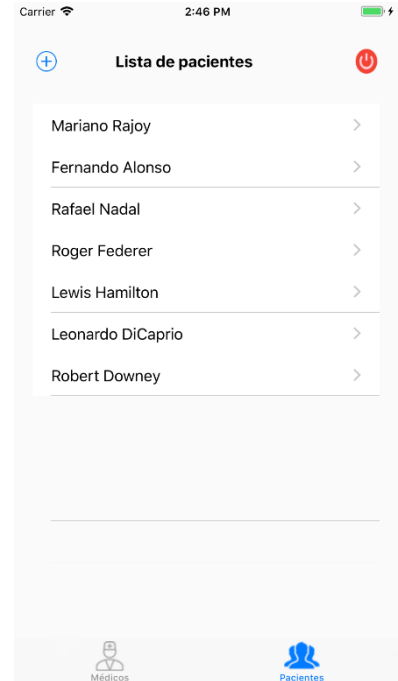 Carrier 2:46 PM
Lista de pacientes
Mariano Rajoy
Fernando Alonso
Rafael Nadal
Roger Federer
Lewis Hamilton
Leonardo DiCaprio
Robert Downey
Médicos Pacientes